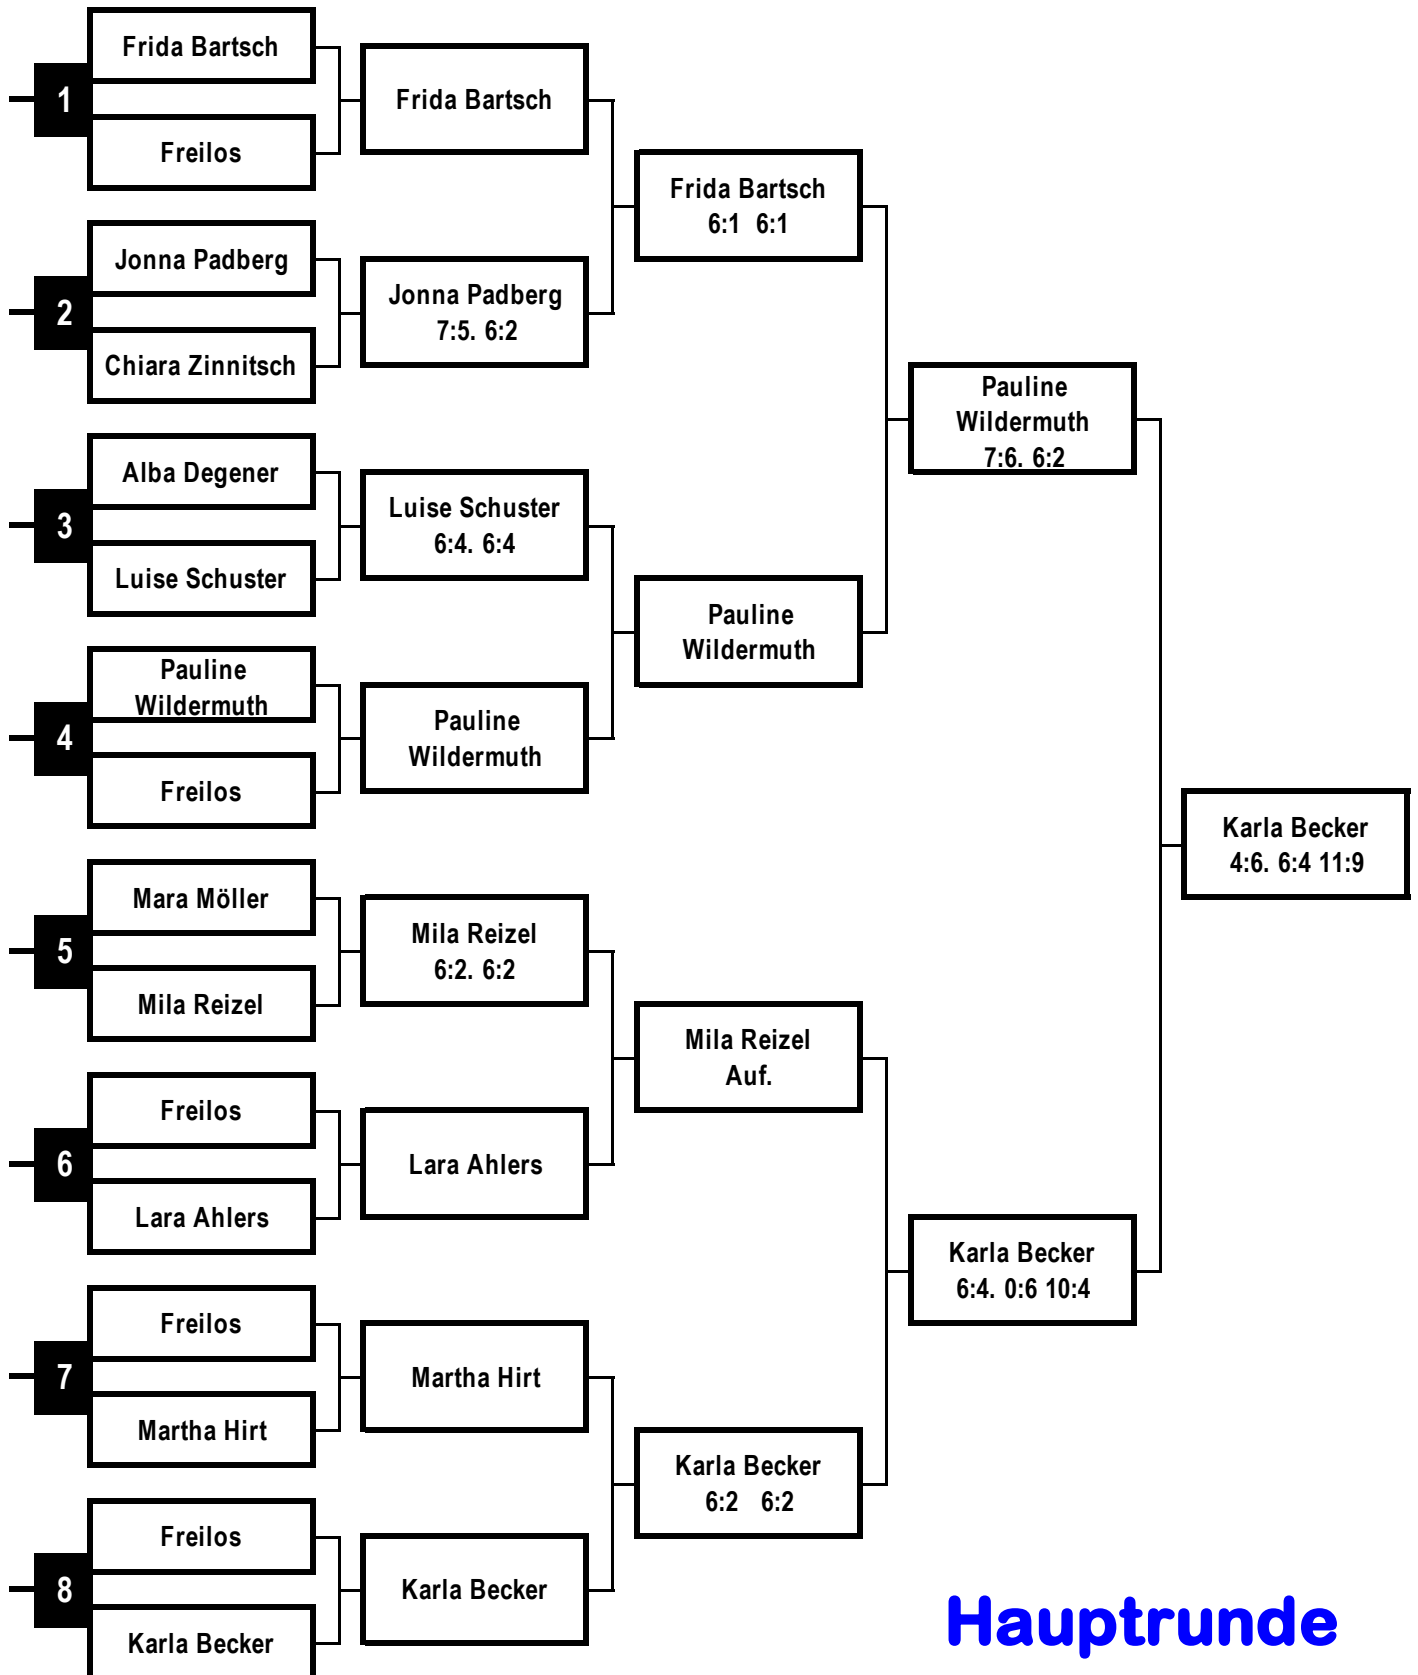 1
Frida Bartsch
Freilos
2
Jonna Padberg
Chiara Zinnitsch
3
Alba Degener
Luise Schuster
4
Pauline
Wildermuth
Freilos
5
Mara Möller
Mila Reizel
6
Freilos
Lara Ahlers
7
Freilos
Martha Hirt
8
Freilos
Karla Becker
Frida Bartsch
Jonna Padberg
7:5. 6:2
Luise Schuster
6:4. 6:4
Pauline
Wildermuth
Mila Reizel
6:2. 6:2
Lara Ahlers
Martha Hirt
Karla Becker
Frida Bartsch
6:1 6:1
Pauline
Wildermuth
Mila Reizel
Auf.
Karla Becker
6:2 6:2
Pauline
Wildermuth
7:6. 6:2
Karla Becker
6:4. 0:6 10:4
Karla Becker
4:6. 6:4 11:9
Hauptrunde